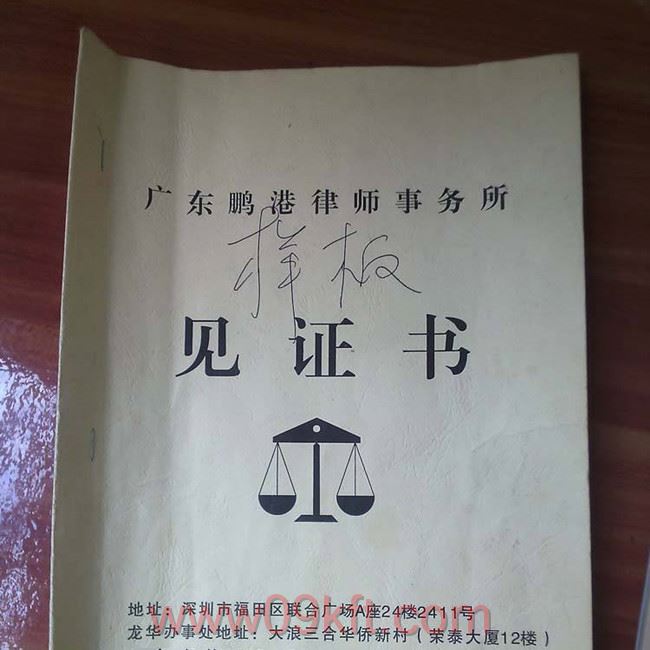 广东鹏港律师事务所
样板
见证书
地址：深圳市福田区联合广场A座24楼2411号
www.09kft.com
龙华办事处地址：大浪三合华侨新村（荣泰大厦12楼）